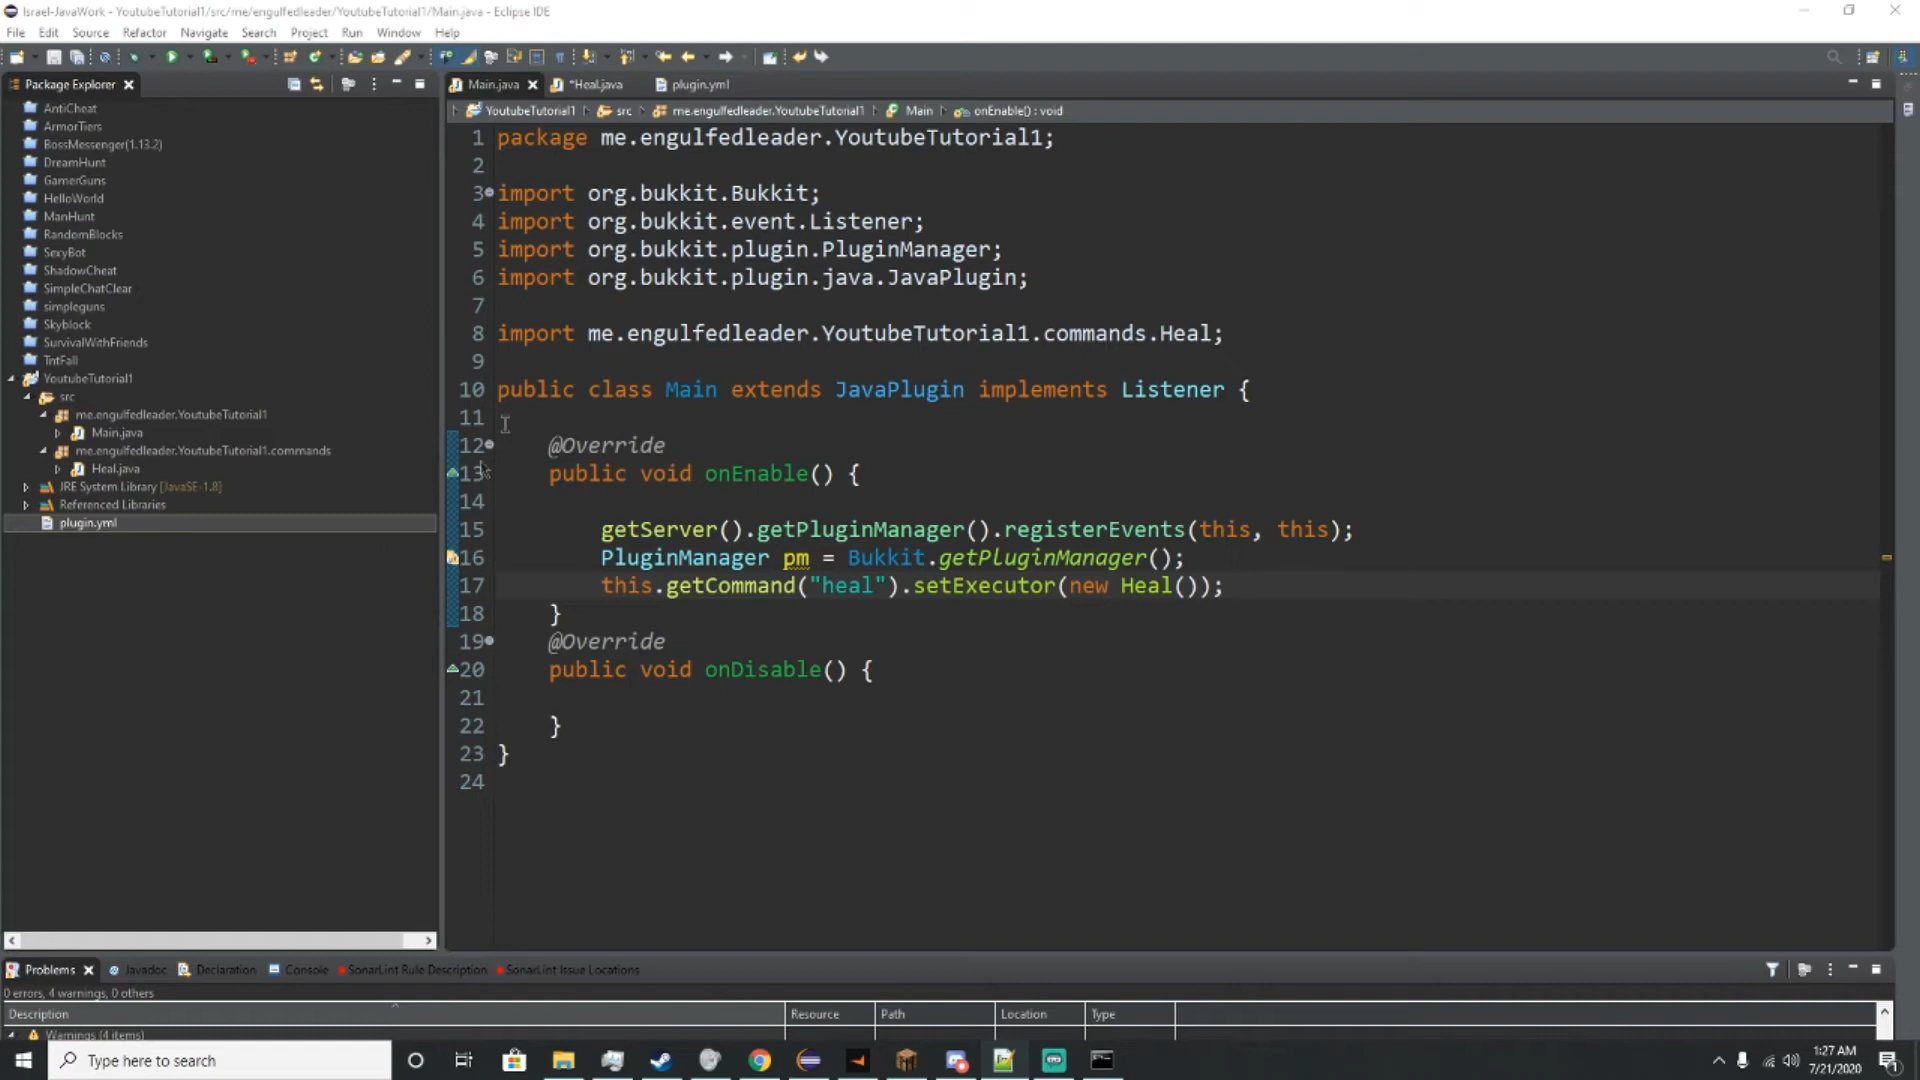 Israel-JavaWork - YoutubeTutorial1/src/me/engulfedleader/YoutubeTutorial1/Main.java - Eclipse IDE
File Edit Source Refactor Navigate Search Project Run Window Help
Package Explorer
AntiCheat
ArmorTiers
BossMessenger(1.13.2)
DreamHunt
GamerGuns
HelloWorld
ManHunt
RandomBlocks
SexyBot
ShadowCheat
SimpleChatClear
simpleguns
Skyblock
SurvivalWithFriends
TntFall
YoutubeTutorial1
src
me.engulfedleader.YoutubeTutorial1
Main.java
me.engulfedleader.YoutubeTutorial1.commands
Heal.java
JRE System Library [JavaSE-1.8]
Referenced Libraries
plugin.yml
Main.java *Heal.java plugin.yml
YoutubeTutorial1 src me.engulfedleader.YoutubeTutorial1 Main onEnable() : void
1 package me.engulfedleader.YoutubeTutorial1;
2
3 import org.bukkit.Bukkit;
4 import org.bukkit.event.Listener;
5 import org.bukkit.plugin.PluginManager;
6 import org.bukkit.plugin.java.JavaPlugin;
7
8 import me.engulfedleader.YoutubeTutorial1.commands.Heal;
9
10 public class Main extends JavaPlugin implements Listener {
11
12 @Override
13 public void onEnable() {
14
15 getServer().getPluginManager().registerEvents(this, this);
16 PluginManager pm = Bukkit.getPluginManager();
17 this.getCommand("heal").setExecutor(new Heal());
18 }
19 @Override
20 public void onDisable() {
21
22 }
23 }
24
Problems Javadoc Declaration Console SonarLint Rule Description SonarLint Issue Locations
0 errors, 4 warnings, 0 others
Description Resource Path Location Type
Warnings (4 items)
Type here to search
1:27 AM
7/21/2020
1